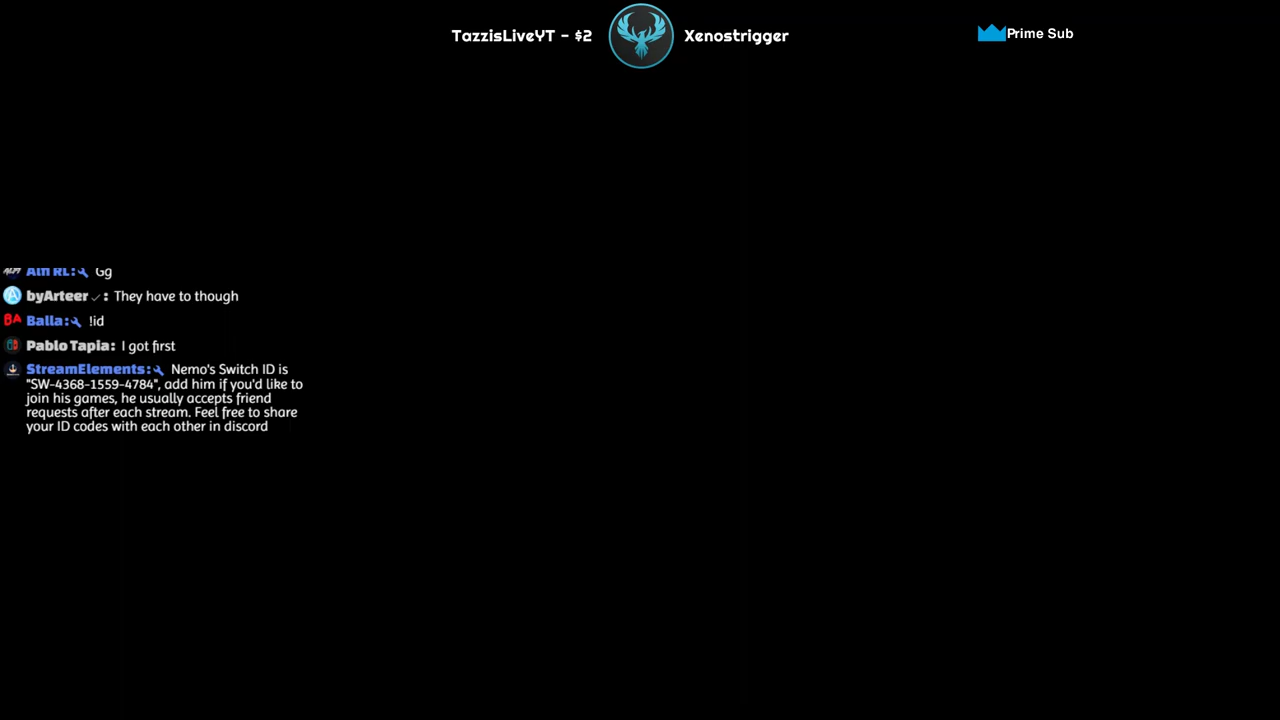 TazzisLiveYT - $2 Xenostrigger Prime Sub
Gg
byArteer: They have to though
Balla: !id
Pablo Tapia: I got first
StreamElements: Nemo's Switch ID is
"SW-4368-1559-4784", add him if you'd like to
join his games, he usually accepts friend
requests after each stream. Feel free to share
your ID codes with each other in discord